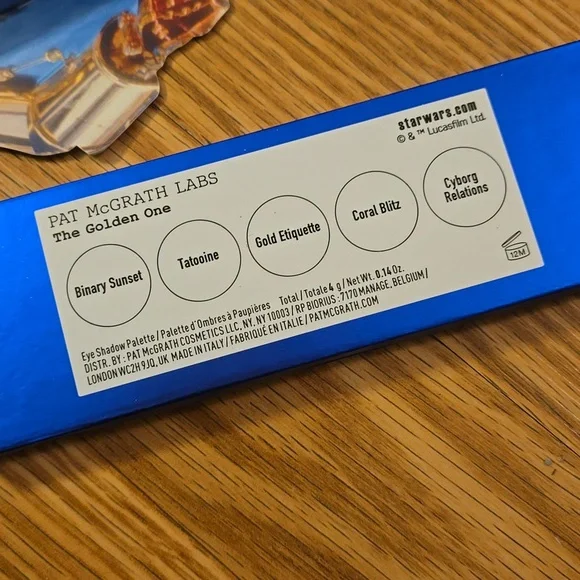 starwars.com
© & ™ Lucasfilm Ltd.
PAT McGRATH LABS
The Golden One
Binary Sunset
Tatooine
Gold Etiquette
Coral Blitz
Cyborg
Relations
12M
Eye Shadow Palette / Palette d'Ombres à Paupières Total / Totale 4 g / Net Wt. 0.14 Oz.
DISTR. BY : PAT McGRATH COSMETICS LLC, NY, NY 10003 / RP BIORIUS : 7170 MANAGE, BELGIUM /
LONDON WC2H 9JQ, UK MADE IN ITALY / FABRIQUÉ EN ITALIE / PATMCGRATH.COM